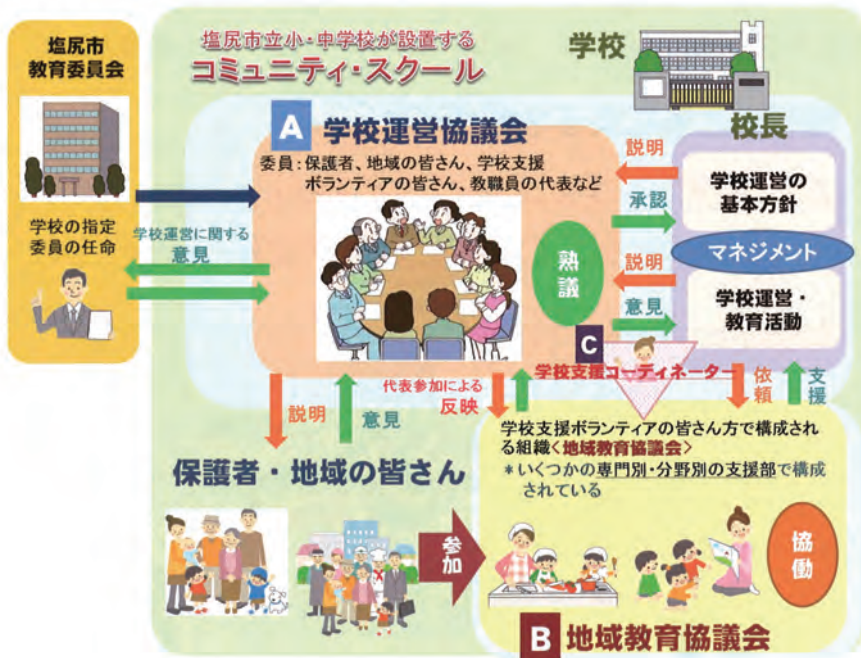 塩尻市
教育委員会
学校の指定
委員の任命
塩尻市立小・中学校が設置する
コミュニティ・スクール
学校
A 学校運営協議会
委員：保護者、地域の皆さん、学校支援
ボランティアの皆さん、教職員の代表など
学校運営に関する
意見
熟議
校長
説明
承認
学校運営の
基本方針
マネジメント
説明
意見
学校運営・
教育活動
C
学校支援コーディネーター
説明
意見
代表参加による
反映
依頼
支援
保護者・地域の皆さん
参加
学校支援ボランティアの皆さん方で構成され
る組織<地域教育協議会>
＊いくつかの専門別・分野別の支援部で構成
されている
協働
B 地域教育協議会